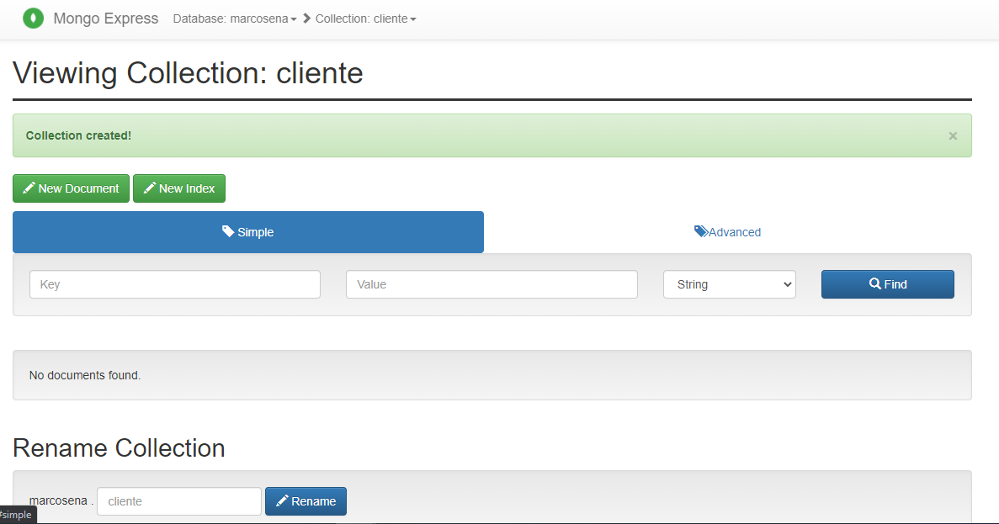 Mongo Express Database: marcosena Collection: cliente
Viewing Collection: cliente
Collection created! ×
New Document New Index
Simple Advanced
Key Value String Find
No documents found.
Rename Collection
marcosena . cliente Rename
#simple